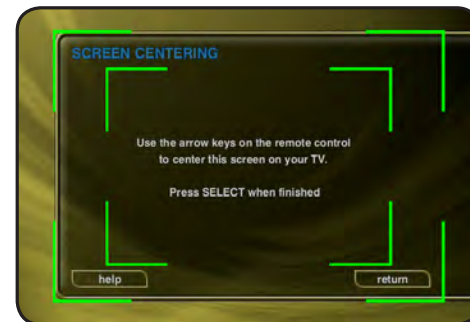 SCREEN CENTERING
Use the arrow keys on the remote control
to center this screen on your TV.
Press SELECT when finished
help
return